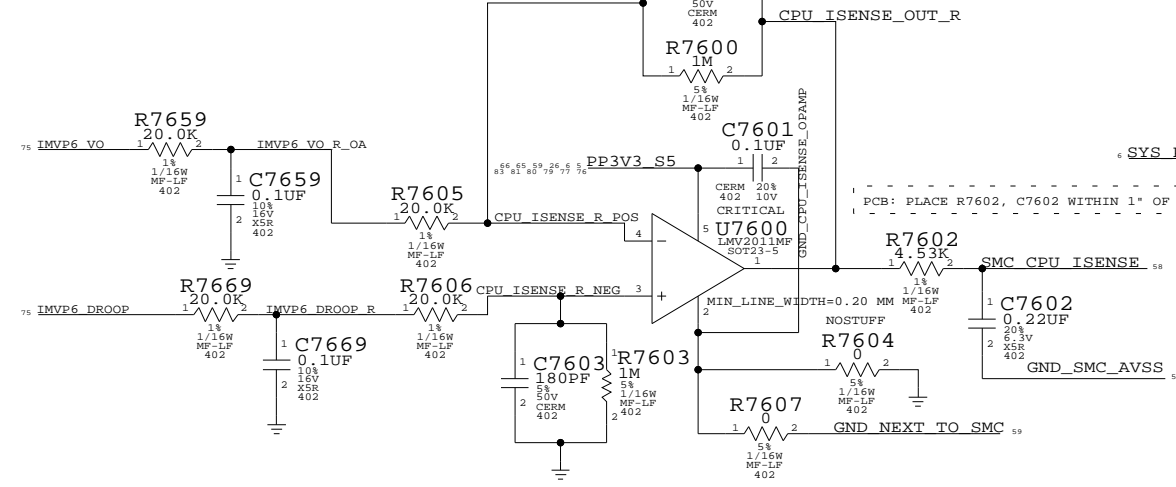 50V
CERM
402
CPU_ISENSE_OUT_R
R7600
1M
1
2
5%
1/16W
MF-LF
402
R7659
20.0K
75
IMVP6_VO
1
2
IMVP6_VO_R_OA
1%
1/16W
MF-LF
402
1
C7659
0.1UF
10%
16V
X5R
402
2
66 65 59 26 6 5
83 81 80 79 77 76
PP3V3_S5
C7601
0.1UF
1
2
CERM 20%
402 10V
CRITICAL
GND_CPU_ISENSE_OPAMP
6
PCB: PLACE R7602, C7602 WITHIN 1" OF
R7605
20.0K
1
2
CPU_ISENSE_R_POS
1%
1/16W
MF-LF
402
4
5
U7600
LMV2011MF
SOT23-5
1
3
2
R7602
4.53K
1
2
SMC_CPU_ISENSE
58
1%
1/16W
MF-LF
402
R7669
20.0K
75
IMVP6_DROOP
1
2
IMVP6_DROOP_R
1%
1/16W
MF-LF
402
R7606
20.0K
1
2
CPU_ISENSE_R_NEG
1%
1/16W
MF-LF
402
MIN_LINE_WIDTH=0.20 MM
NOSTUFF
1
C7602
0.22UF
20%
6.3V
X5R
402
2
GND_SMC_AVSS
1
C7669
0.1UF
10%
16V
X5R
402
2
1
C7603
180PF
5%
50V
CERM
402
2
1
R7603
1M
5%
1/16W
MF-LF
402
2
R7604
0
1
2
5%
1/16W
MF-LF
402
R7607
0
1
2
GND_NEXT_TO_SMC
59
5%
1/16W
MF-LF
402